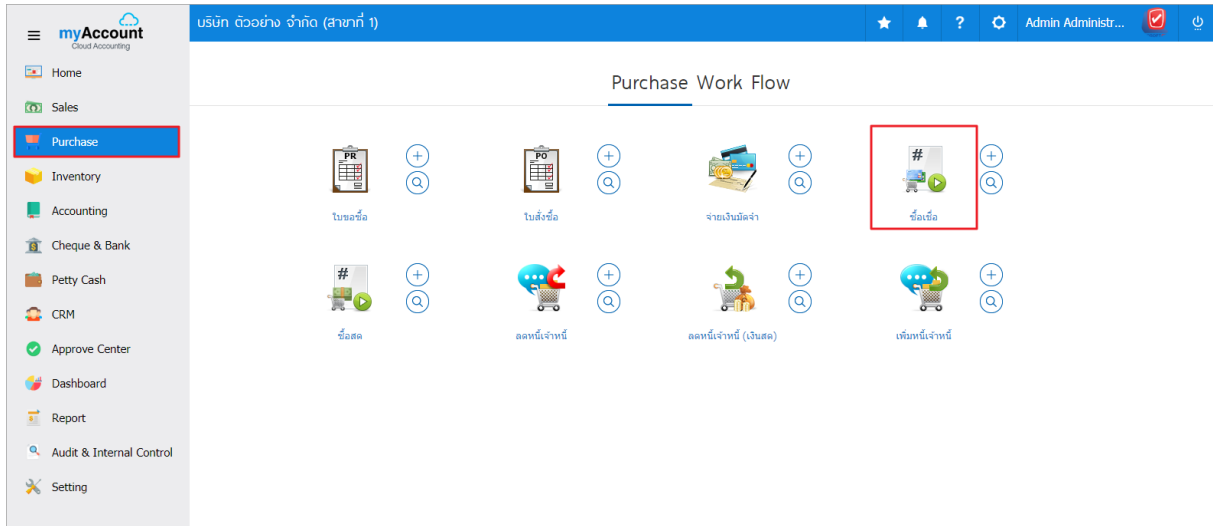 บริษัท ตัวอย่าง จำกัด (สาขาที่ 1)
? Admin Administr...
myAccount
Cloud Accounting
Home
Sales
Purchase
Inventory
Accounting
Cheque & Bank
Petty Cash
CRM
Approve Center
Dashboard
Report
Audit & Internal Control
Setting
Purchase Work Flow
PR
ใบขอซื้อ
PO
ใบสั่งซื้อ
จ่ายเงินมัดจำ
#
ซื้อเชื่อ
#
ซื้อสด
ลดหนี้เจ้าหนี้
ลดหนี้เจ้าหนี้ (เงินสด)
เพิ่มหนี้เจ้าหนี้